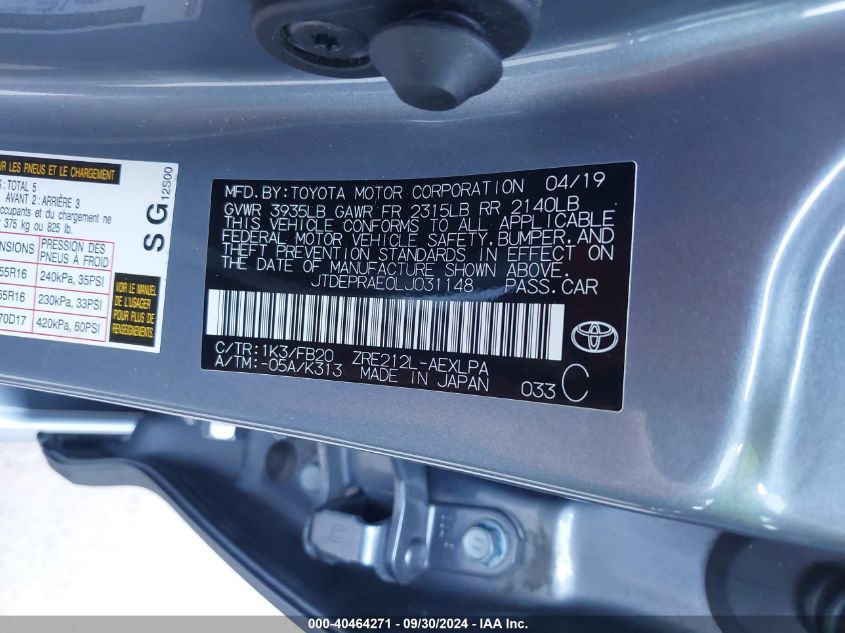 UR LES PNEUS ET LE CHARGEMENT
S: TOTAL 5
AVANT 2: ARRIÈRE 3
occupants et du chargement ne
375 kg ou 825 lb.
PRESSION DES
PNEUS À FROID
55R16 240kPa, 35PSI
55R16 230kPa, 33PSI
70D17 420kPa, 60PSI
VOIR LE MANUEL
DE L'USAGER
POUR PLUS DE
RENSEIGNEMENTS
SG
12S00
MFD.BY:TOYOTA MOTOR CORPORATION 04/19
GVWR 3935LB GAWR FR 2315LB RR 2140LB
THIS VEHICLE CONFORMS TO ALL APPLICABLE
FEDERAL MOTOR VEHICLE SAFETY,BUMPER,AND
THEFT PREVENTION STANDARDS IN EFFECT ON
THE DATE OF MANUFACTURE SHOWN ABOVE.
JTDEPRAE0LJ031148 PASS.CAR
C/TR:1K3/FB20 ZRE212L-AEXLPA
A/TM:-05A/K313 MADE IN JAPAN 033 C
000-40464271 - 09/30/2024 - IAA Inc.